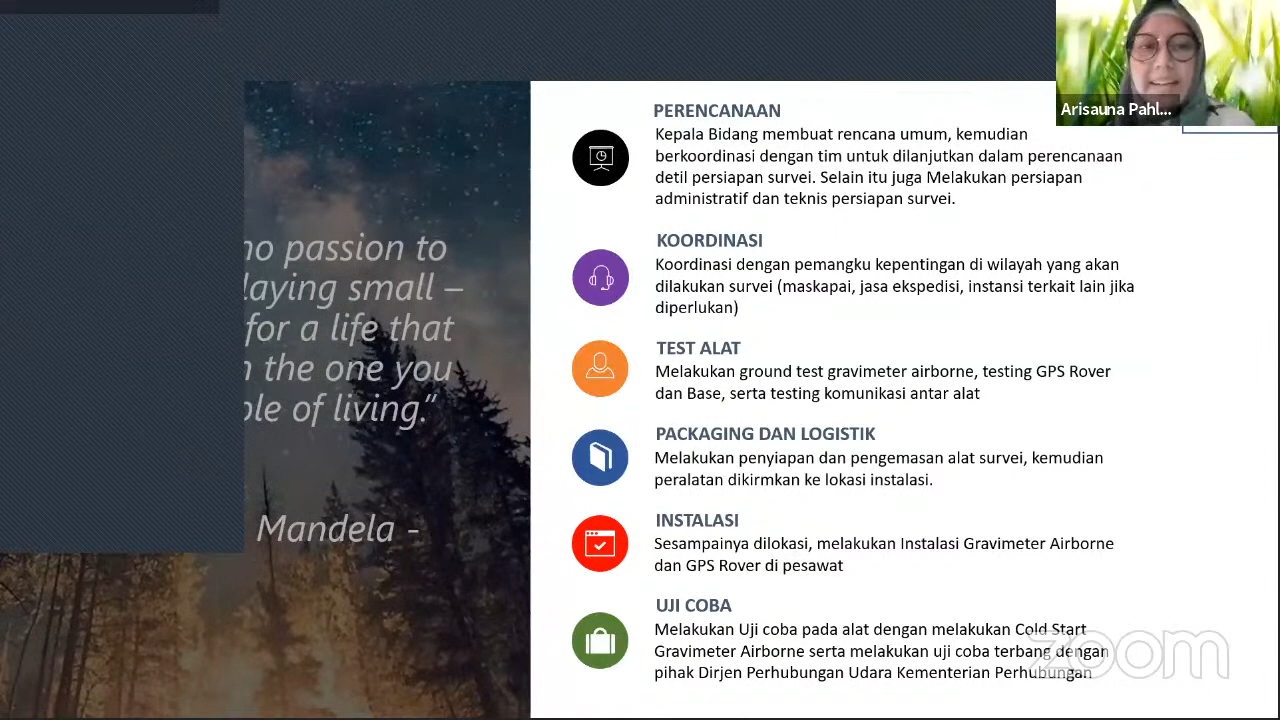 Arisauna Pahl...
no passion to
laying small –
for a life that
the one you
of living.”
Mandela -
PERENCANAAN
Kepala Bidang membuat rencana umum, kemudian
berkoordinasi dengan tim untuk dilanjutkan dalam perencanaan
detil persiapan survei. Selain itu juga Melakukan persiapan
administratif dan teknis persiapan survei.
KOORDINASI
Koordinasi dengan pemangku kepentingan di wilayah yang akan
dilakukan survei (maskapai, jasa ekspedisi, instansi terkait lain jika
diperlukan)
TEST ALAT
Melakukan ground test gravimeter airborne, testing GPS Rover
dan Base, serta testing komunikasi antar alat
PACKAGING DAN LOGISTIK
Melakukan penyiapan dan pengemasan alat survei, kemudian
peralatan dikirmkan ke lokasi instalasi.
INSTALASI
Sesampainya dilokasi, melakukan Instalasi Gravimeter Airborne
dan GPS Rover di pesawat
UJI COBA
Melakukan Uji coba pada alat dengan melakukan Cold Start
Gravimeter Airborne serta melakukan uji coba terbang dengan
pihak Dirjen Perhubungan Udara Kementerian Perhubungan
zoom